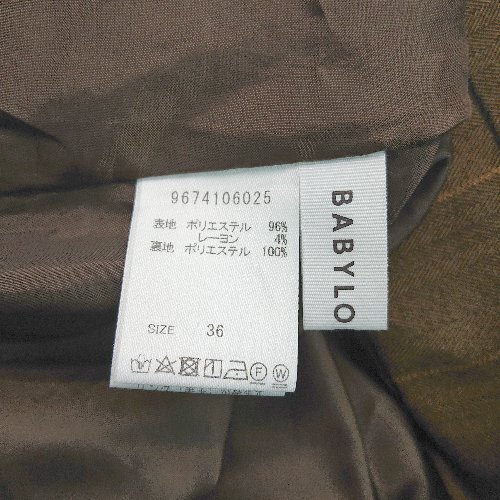 9674106025
表地 ポリエステル 96%
レーヨン 4%
裏地 ポリエステル 100%
SIZE 36
F W
BABYLO